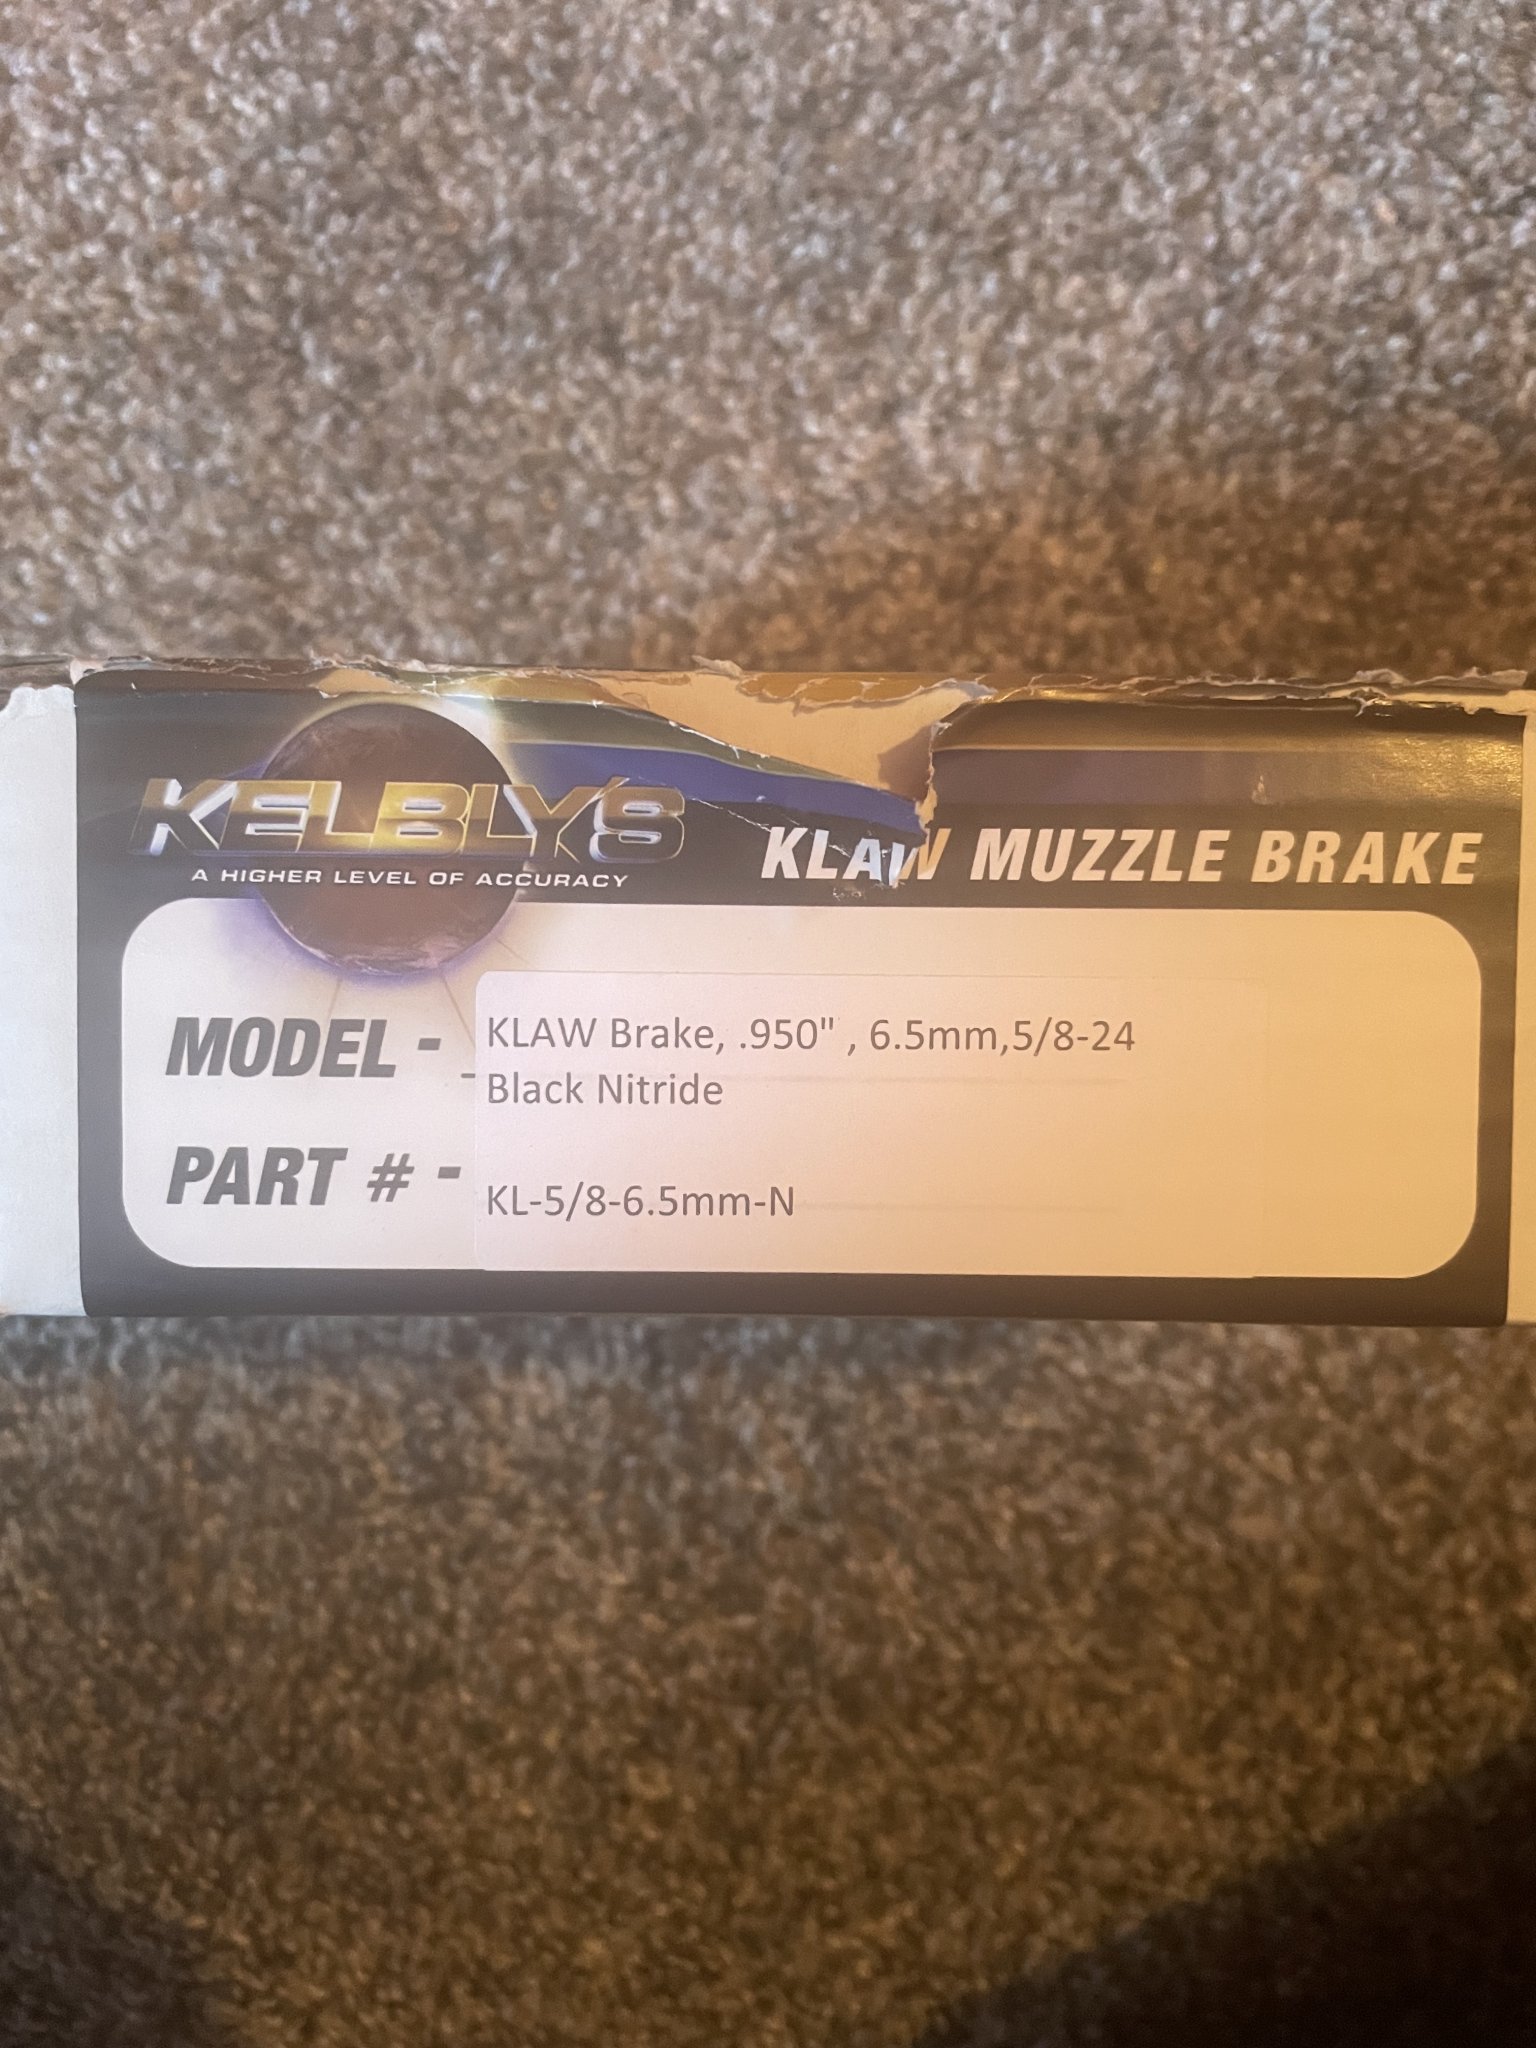 KELBLY'S
A HIGHER LEVEL OF ACCURACY
KLAW MUZZLE BRAKE
MODEL - KLAW Brake, .950" , 6.5mm,5/8-24
Black Nitride
PART # - KL-5/8-6.5mm-N